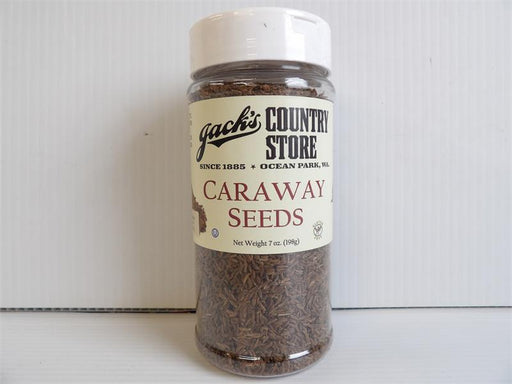 Jack's COUNTRY
STORE
SINCE 1885 ★ OCEAN PARK, WA.
CARAWAY
SEEDS
Net Weight 7 oz. (198g)